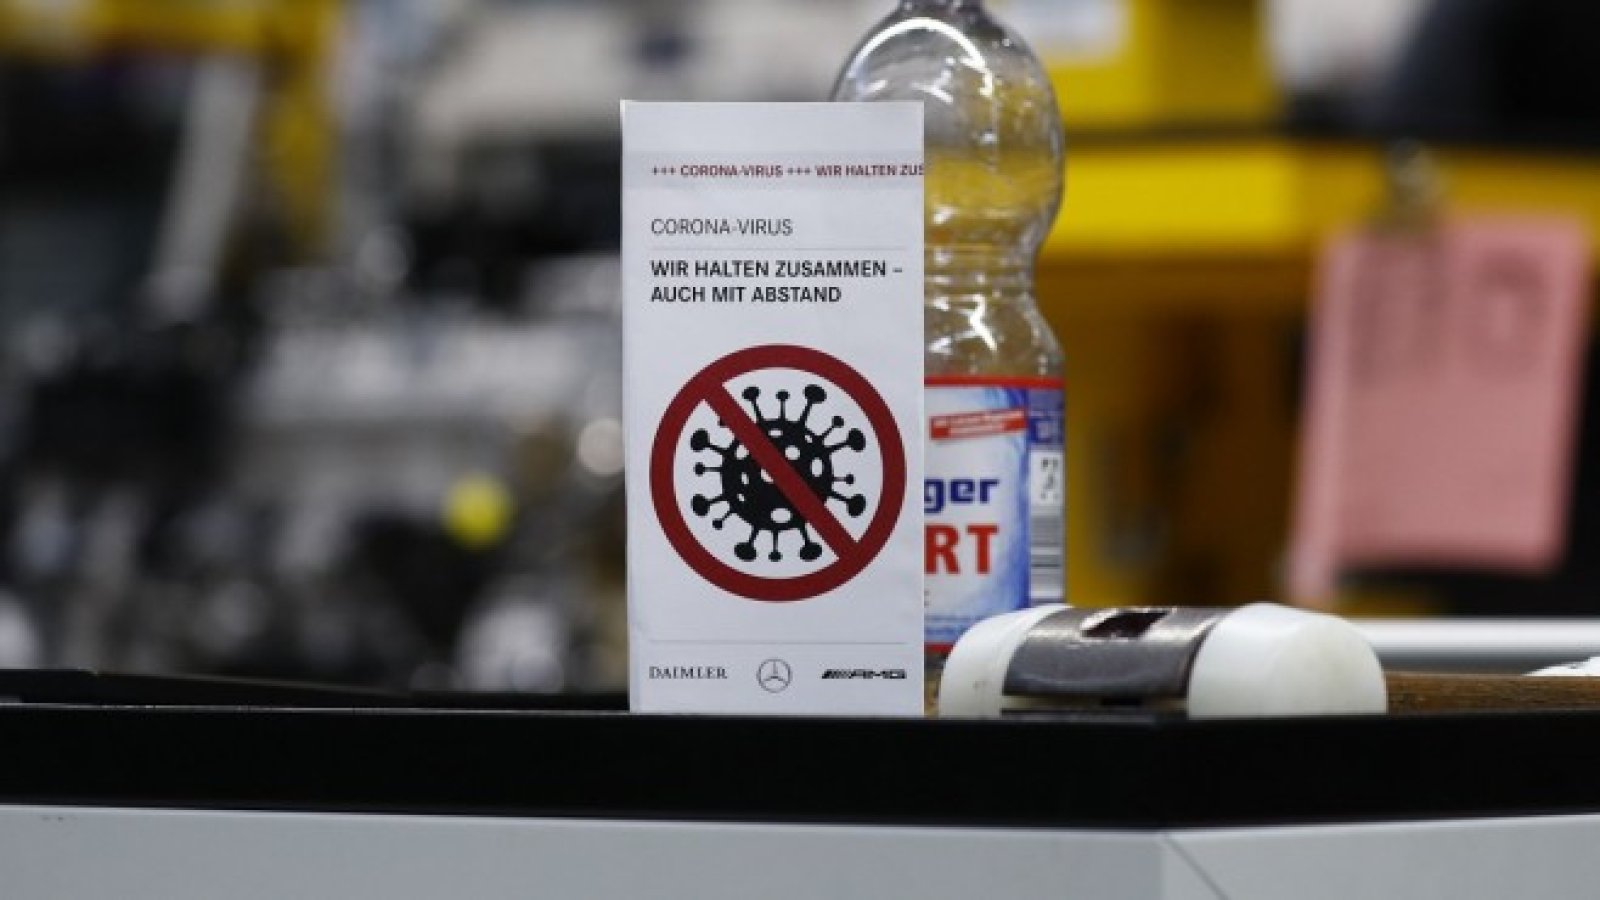 +++ CORONA-VIRUS +++ WIR HALTEN ZUS
CORONA-VIRUS
WIR HALTEN ZUSAMMEN –
AUCH MIT ABSTAND
DAIMLER
AMG
ger
RT